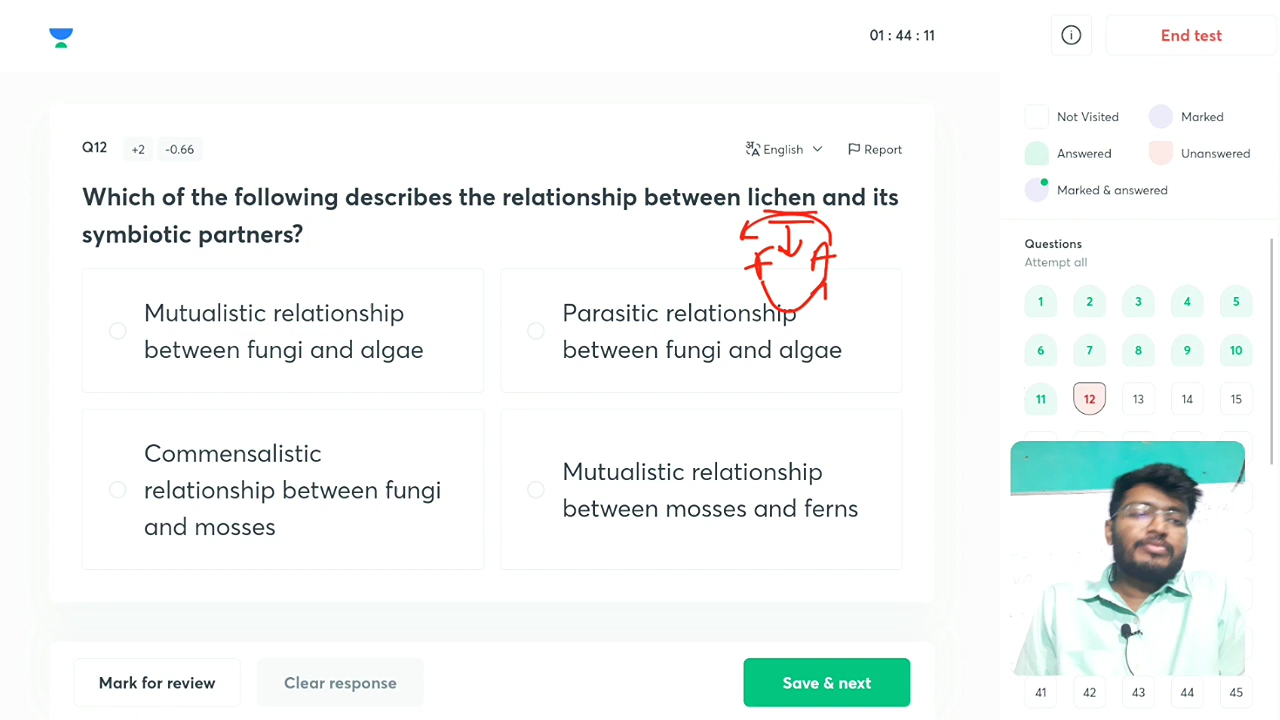 01 : 44 : 11
End test
Q12
+2
-0.66
English
Report
Which of the following describes the relationship between lichen and its
symbiotic partners?
F A
Mutualistic relationship
between fungi and algae
Parasitic relationship
between fungi and algae
Commensalistic
relationship between fungi
and mosses
Mutualistic relationship
between mosses and ferns
Mark for review
Clear response
Save & next
Not Visited
Marked
Answered
Unanswered
Marked & answered
Questions
Attempt all
1 2 3 4 5
6 7 8 9 10
11 12 13 14 15
41 42 43 44 45